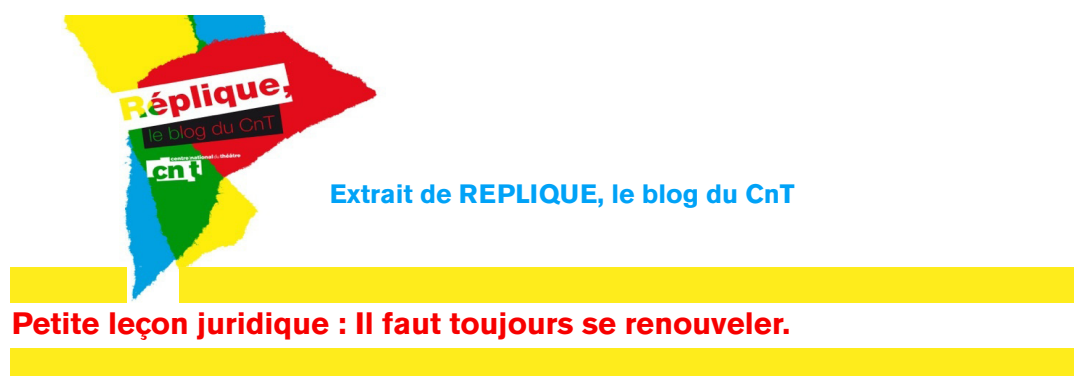 Réplique,
le blog du CnT
centre national du théâtre
cnt
Extrait de REPLIQUE, le blog du CnT
Petite leçon juridique : Il faut toujours se renouveler.